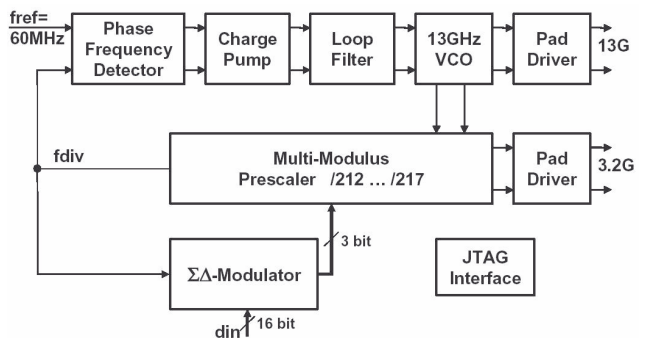 fref=
60MHz
Phase
Frequency
Detector
Charge
Pump
Loop
Filter
13GHz
VCO
Pad
Driver
13G
fdiv
Multi-Modulus
Prescaler /212 ... /217
Pad
Driver
3.2G
3 bit
ΣΔ-Modulator
JTAG
Interface
din
16 bit